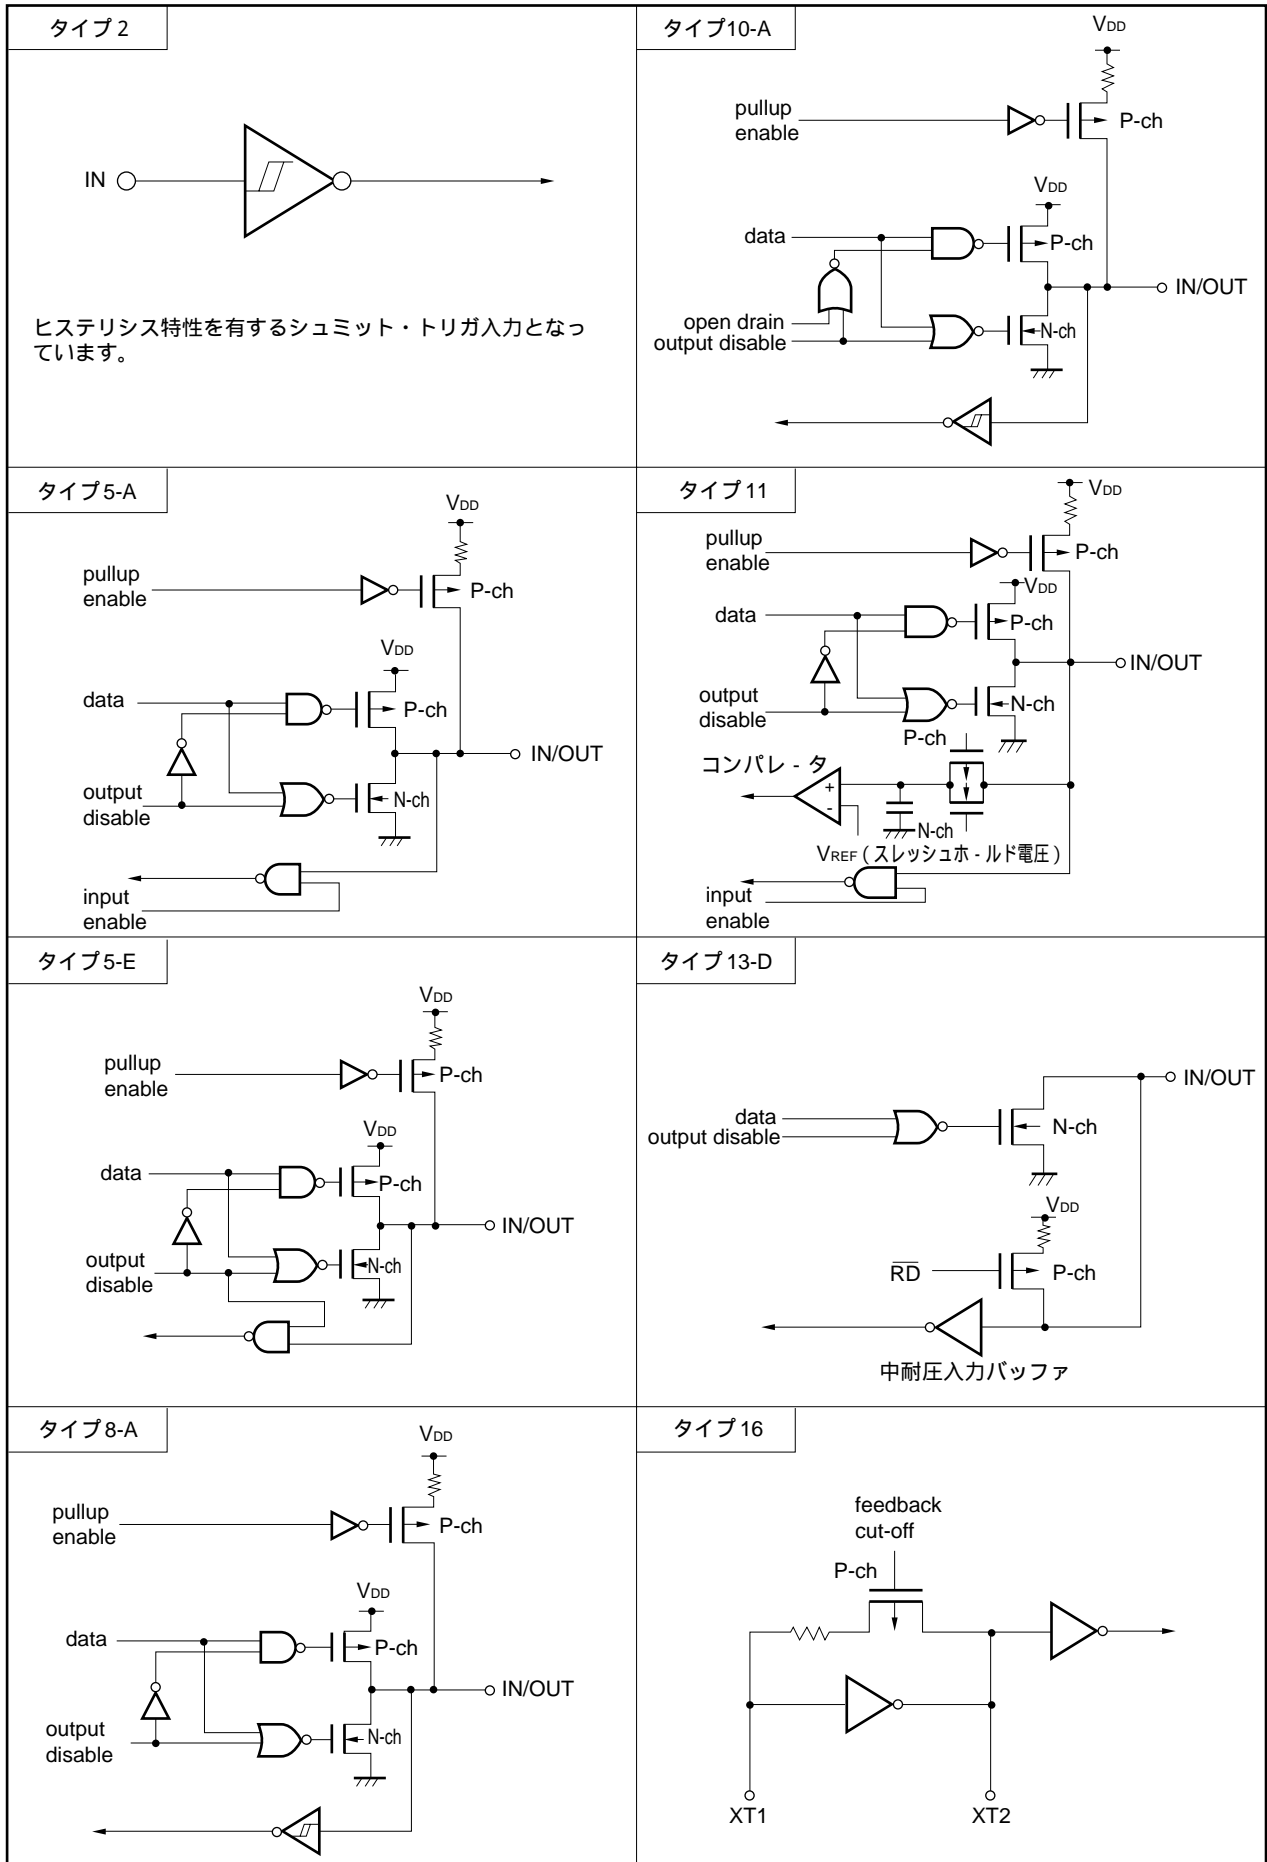 タイプ 2
IN
ヒステリシス特性を有するシュミット・トリガ入力となっ
ています。
タイプ10-A
VDD
pullup
enable
P-ch
VDD
data
P-ch
IN/OUT
open drain
output disable
N-ch
タイプ 5-A
VDD
pullup
enable
P-ch
VDD
data
P-ch
IN/OUT
output
disable
N-ch
input
enable
タイプ 11
VDD
pullup
enable
P-ch
VDD
data
P-ch
IN/OUT
output
disable
N-ch
P-ch
コンパレ - タ
+
-
N-ch
VREF ( スレッシュホ - ルド電圧 )
input
enable
タイプ 5-E
VDD
pullup
enable
P-ch
VDD
data
P-ch
IN/OUT
output
disable
N-ch
タイプ 13-D
IN/OUT
data
output disable
N-ch
VDD
RD
P-ch
中耐圧入力バッファ
タイプ 8-A
VDD
pullup
enable
P-ch
VDD
data
P-ch
IN/OUT
output
disable
N-ch
タイプ 16
feedback
cut-off
P-ch
XT1
XT2